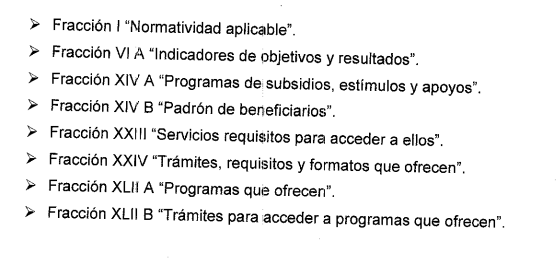 ➤ Fracción I “Normatividad aplicable”.
➤ Fracción VI A “Indicadores de objetivos y resultados”.
➤ Fracción XIV A “Programas de subsidios, estímulos y apoyos”.
➤ Fracción XIV B “Padrón de beneficiarios”.
➤ Fracción XXIII “Servicios requisitos para acceder a ellos”.
➤ Fracción XXIV “Trámites, requisitos y formatos que ofrecen”.
➤ Fracción XLII A “Programas que ofrecen”.
➤ Fracción XLII B “Trámites para acceder a programas que ofrecen”.